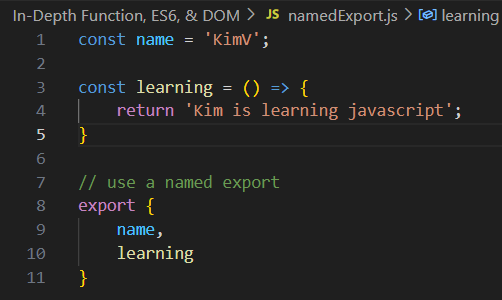 In-Depth Function, ES6, & DOM > JS namedExport.js > learning
1 const name = 'KimV';
2
3 const learning = () => {
4     return 'Kim is learning javascript';
5 }
6
7 // use a named export
8 export {
9     name,
10     learning
11 }